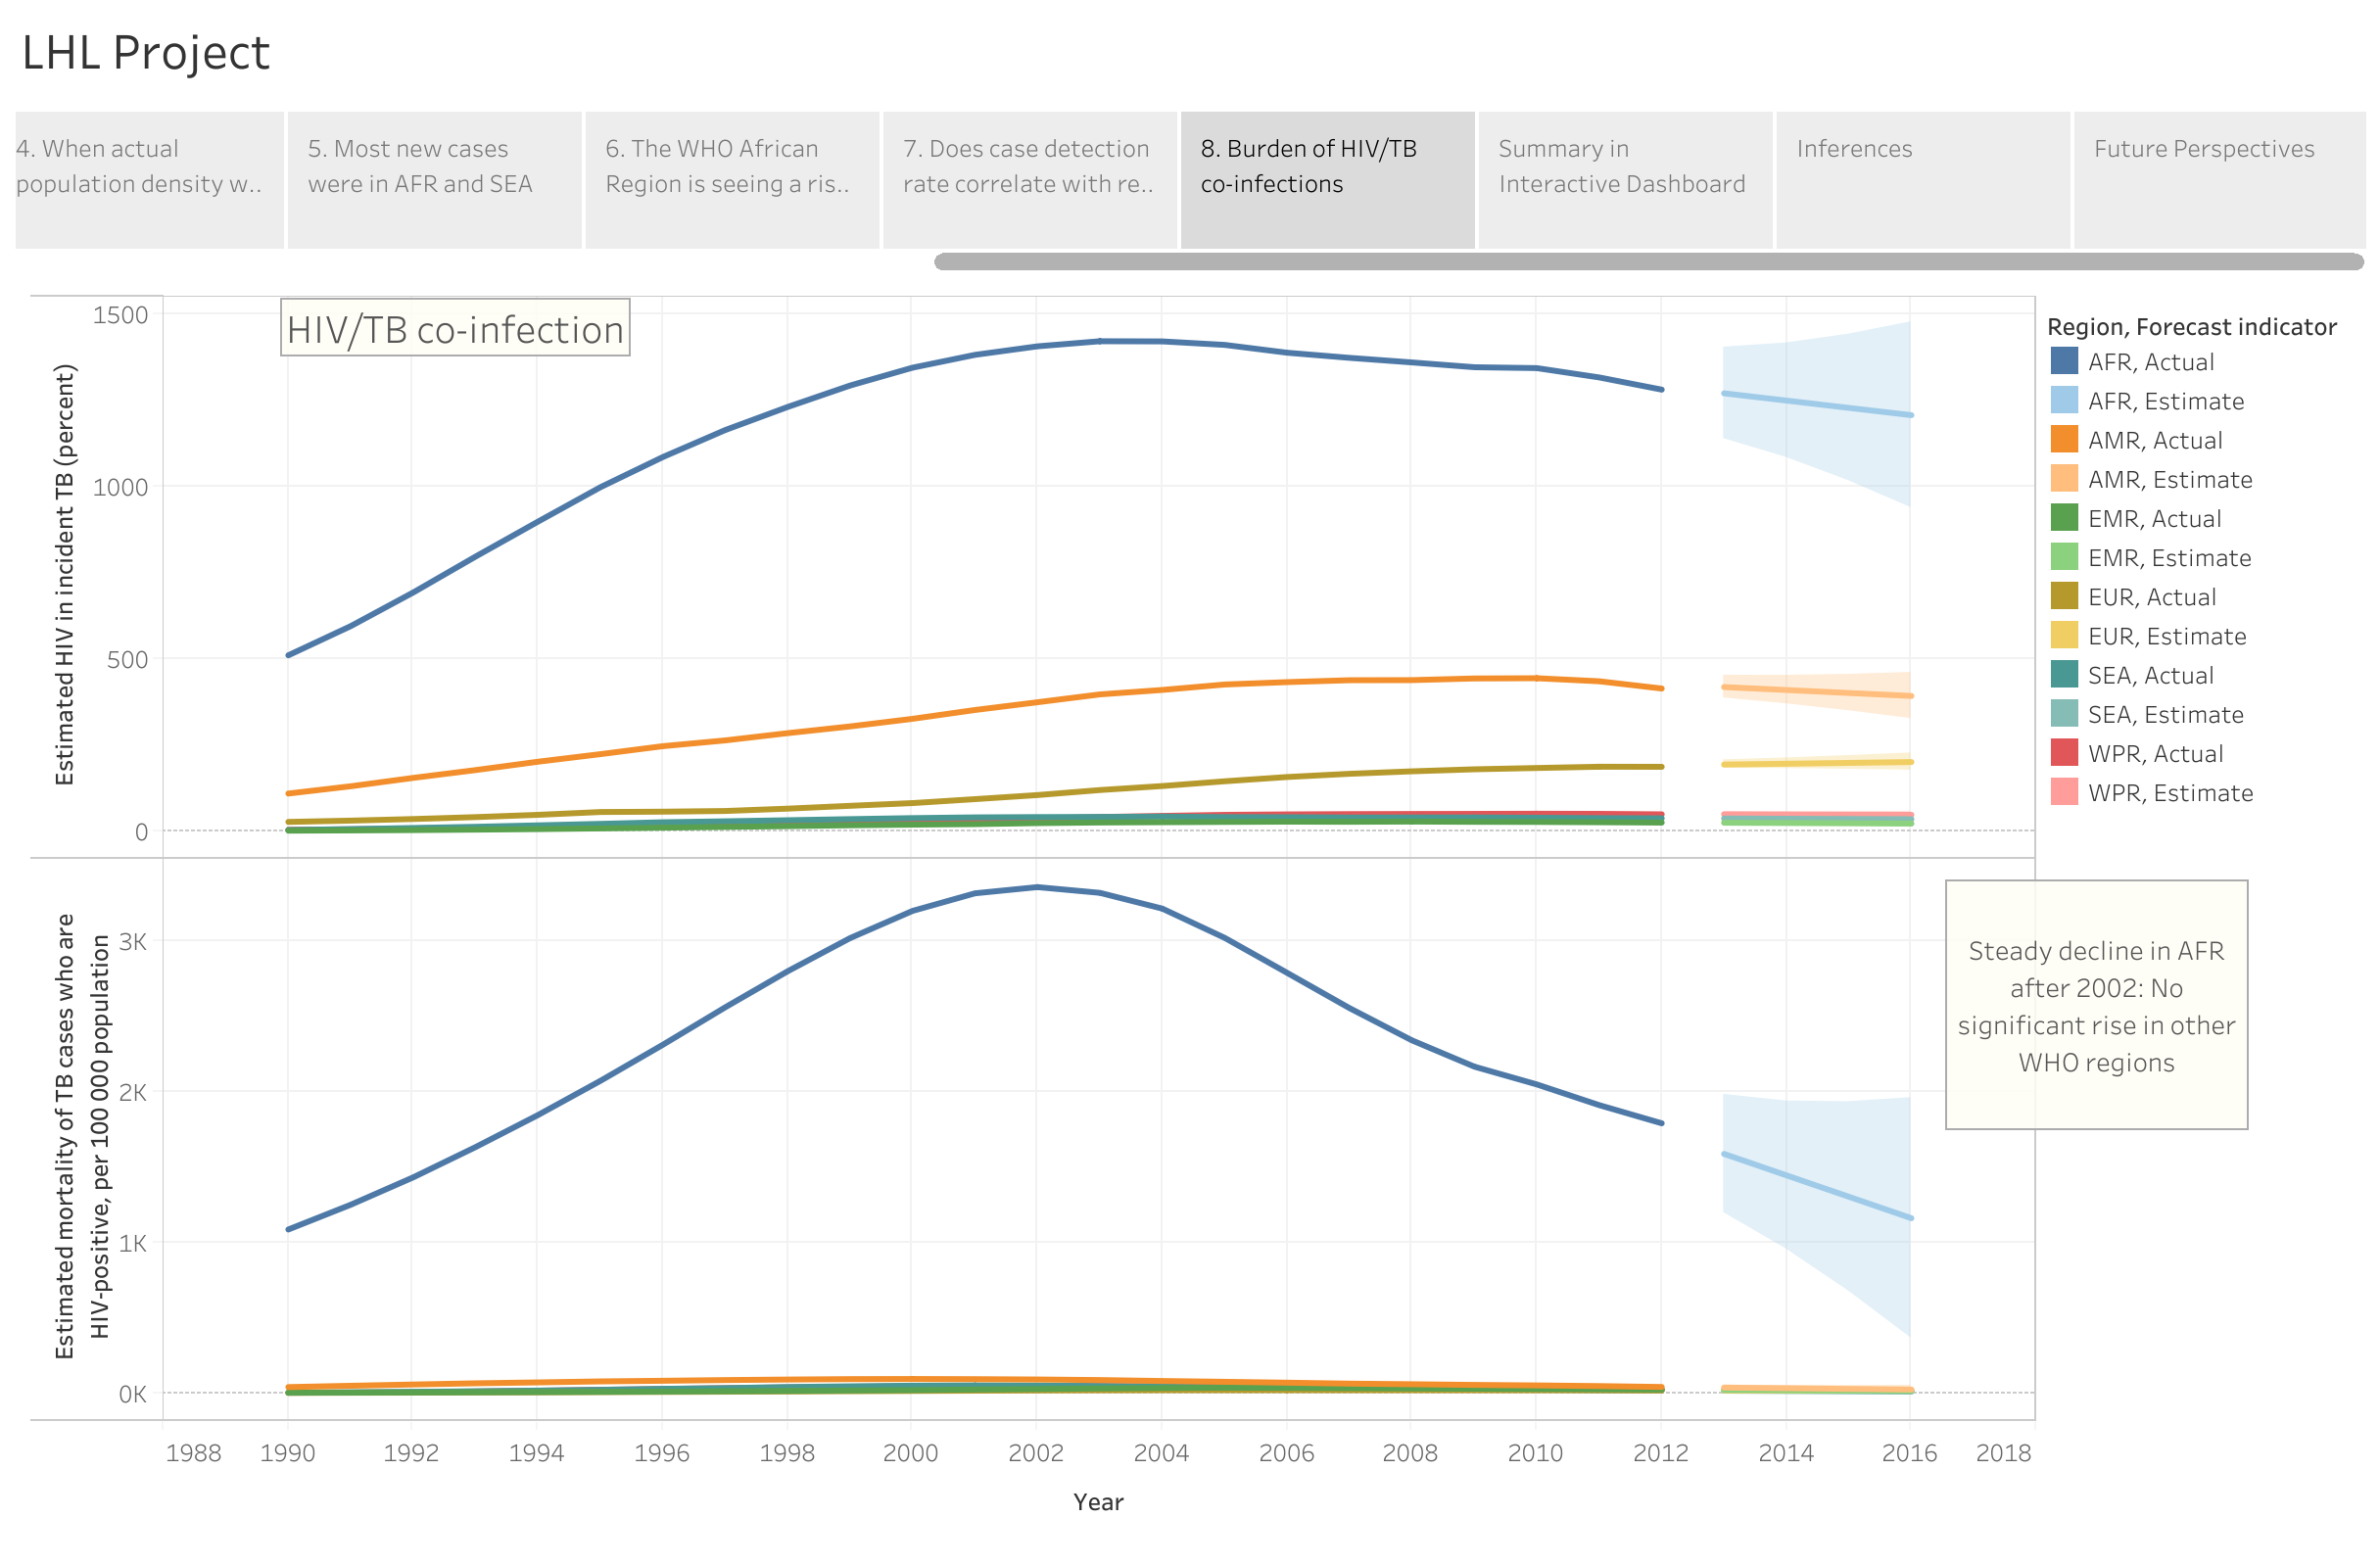 LHL Project
4. When actual
population density w..
5. Most new cases
were in AFR and SEA
6. The WHO African
Region is seeing a ris..
7. Does case detection
rate correlate with re..
8. Burden of HIV/TB
co-infections
Summary in
Interactive Dashboard
Inferences
Future Perspectives
HIV/TB co-infection
Estimated HIV in incident TB (percent)
1500
1000
500
0
Region, Forecast indicator
AFR, Actual
AFR, Estimate
AMR, Actual
AMR, Estimate
EMR, Actual
EMR, Estimate
EUR, Actual
EUR, Estimate
SEA, Actual
SEA, Estimate
WPR, Actual
WPR, Estimate
Estimated mortality of TB cases who are
HIV-positive, per 100 000 population
3K
2K
1K
0K
Steady decline in AFR
after 2002: No
significant rise in other
WHO regions
1988 1990 1992 1994 1996 1998 2000 2002 2004 2006 2008 2010 2012 2014 2016 2018
Year